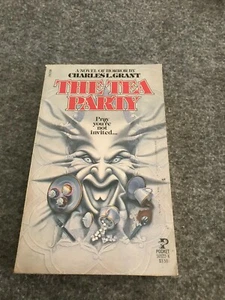 A NOVEL OF HORROR BY
CHARLES L. GRANT
THE TEA
PARTY
Pray
you're
not
invited....
POCKET